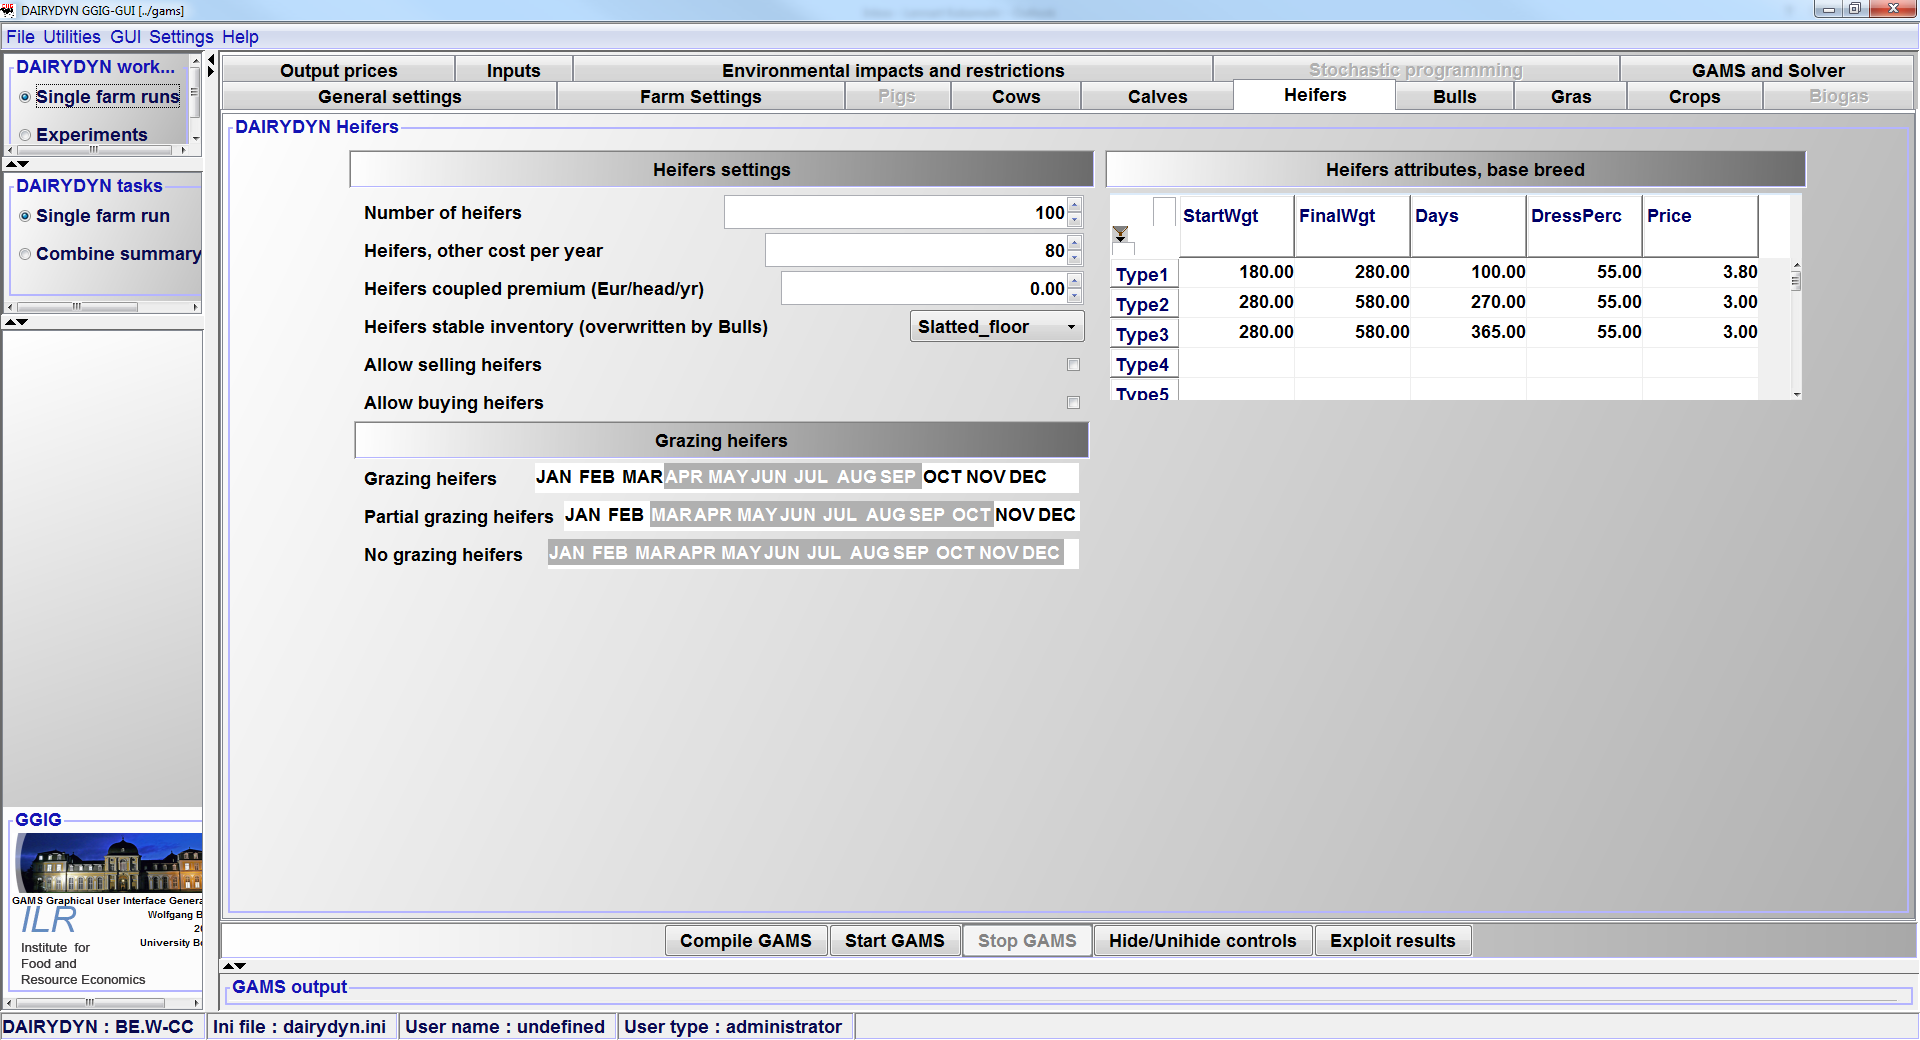 DAIRYDYN GGIG-GUI [../gams]
File Utilities GUI Settings Help
DAIRYDYN work...
Single farm runs
Experiments
DAIRYDYN tasks
Single farm run
Combine summary
GGIG
GAMS Graphical User Interface Genera
Wolfgang B
20
University Bo
ILR
Institute for
Food and
Resource Economics
Output prices Inputs Environmental impacts and restrictions Stochastic programming GAMS and Solver
General settings Farm Settings Pigs Cows Calves Heifers Bulls Gras Crops Biogas
DAIRYDYN Heifers
Heifers settings
Number of heifers 100
Heifers, other cost per year 80
Heifers coupled premium (Eur/head/yr) 0.00
Heifers stable inventory (overwritten by Bulls) Slatted_floor
Allow selling heifers
Allow buying heifers
Grazing heifers
Grazing heifers JAN FEB MAR APR MAY JUN JUL AUG SEP OCT NOV DEC
Partial grazing heifers JAN FEB MAR APR MAY JUN JUL AUG SEP OCT NOV DEC
No grazing heifers JAN FEB MAR APR MAY JUN JUL AUG SEP OCT NOV DEC
Heifers attributes, base breed
StartWgt FinalWgt Days DressPerc Price
Type1 180.00 280.00 100.00 55.00 3.80
Type2 280.00 580.00 270.00 55.00 3.00
Type3 280.00 580.00 365.00 55.00 3.00
Type4
Type5
Compile GAMS Start GAMS Stop GAMS Hide/Unihide controls Exploit results
GAMS output
DAIRYDYN : BE.W-CC Ini file : dairydyn.ini User name : undefined User type : administrator